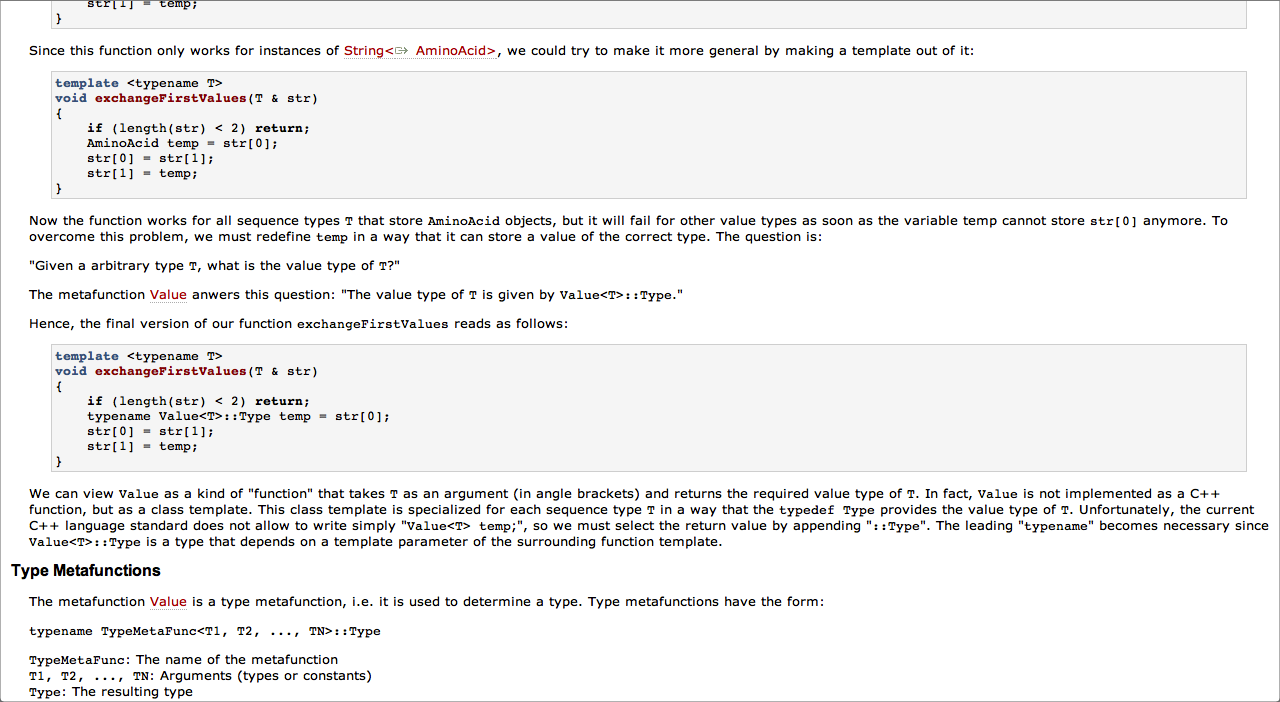 str[1] = temp;
}
Since this function only works for instances of String< AminoAcid>, we could try to make it more general by making a template out of it:
template <typename T>
void exchangeFirstValues(T & str)
{
    if (length(str) < 2) return;
    AminoAcid temp = str[0];
    str[0] = str[1];
    str[1] = temp;
}
Now the function works for all sequence types T that store AminoAcid objects, but it will fail for other value types as soon as the variable temp cannot store str[0] anymore. To
overcome this problem, we must redefine temp in a way that it can store a value of the correct type. The question is:
"Given a arbitrary type T, what is the value type of T?"
The metafunction Value anwers this question: "The value type of T is given by Value<T>::Type."
Hence, the final version of our function exchangeFirstValues reads as follows:
template <typename T>
void exchangeFirstValues(T & str)
{
    if (length(str) < 2) return;
    typename Value<T>::Type temp = str[0];
    str[0] = str[1];
    str[1] = temp;
}
We can view Value as a kind of "function" that takes T as an argument (in angle brackets) and returns the required value type of T. In fact, Value is not implemented as a C++
function, but as a class template. This class template is specialized for each sequence type T in a way that the typedef Type provides the value type of T. Unfortunately, the current
C++ language standard does not allow to write simply "Value<T> temp;", so we must select the return value by appending "::Type". The leading "typename" becomes necessary since
Value<T>::Type is a type that depends on a template parameter of the surrounding function template.
Type Metafunctions
The metafunction Value is a type metafunction, i.e. it is used to determine a type. Type metafunctions have the form:
typename TypeMetaFunc<T1, T2, ..., TN>::Type
TypeMetaFunc: The name of the metafunction
T1, T2, ..., TN: Arguments (types or constants)
Type: The resulting type